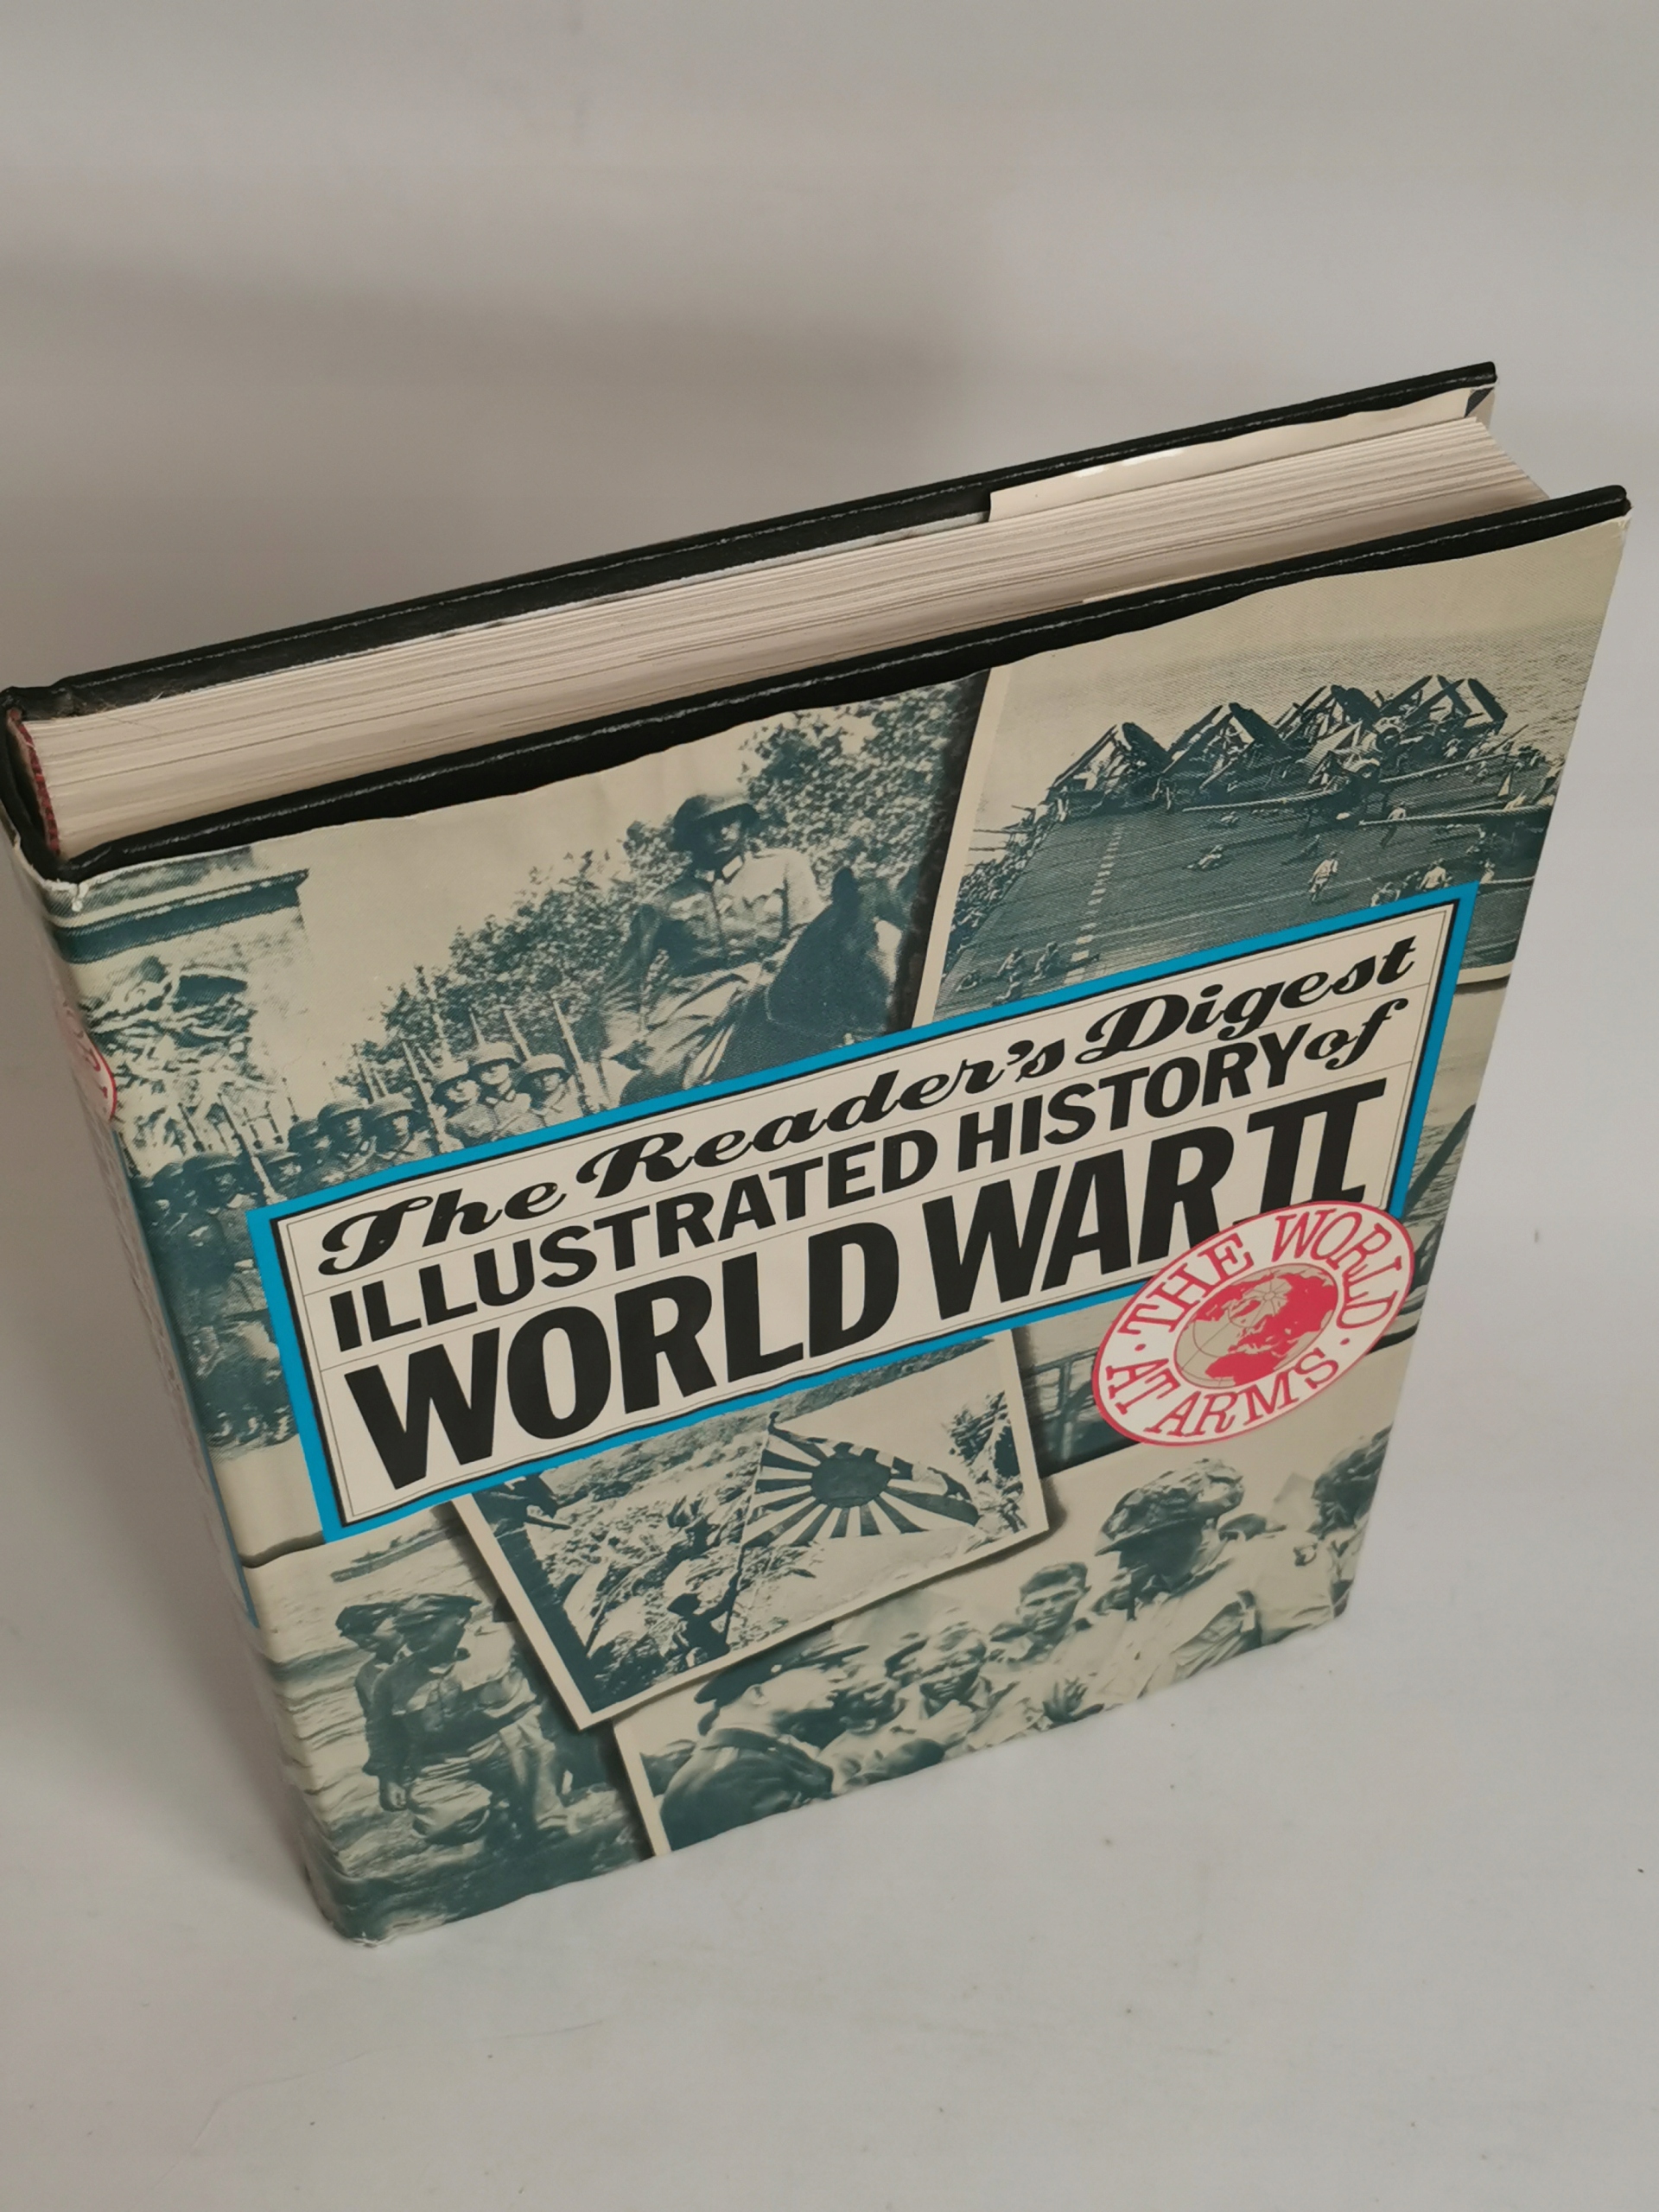 The Reader's Digest
ILLUSTRATED HISTORY of
WORLD WAR II
· THE WORLD ·
AT ARMS